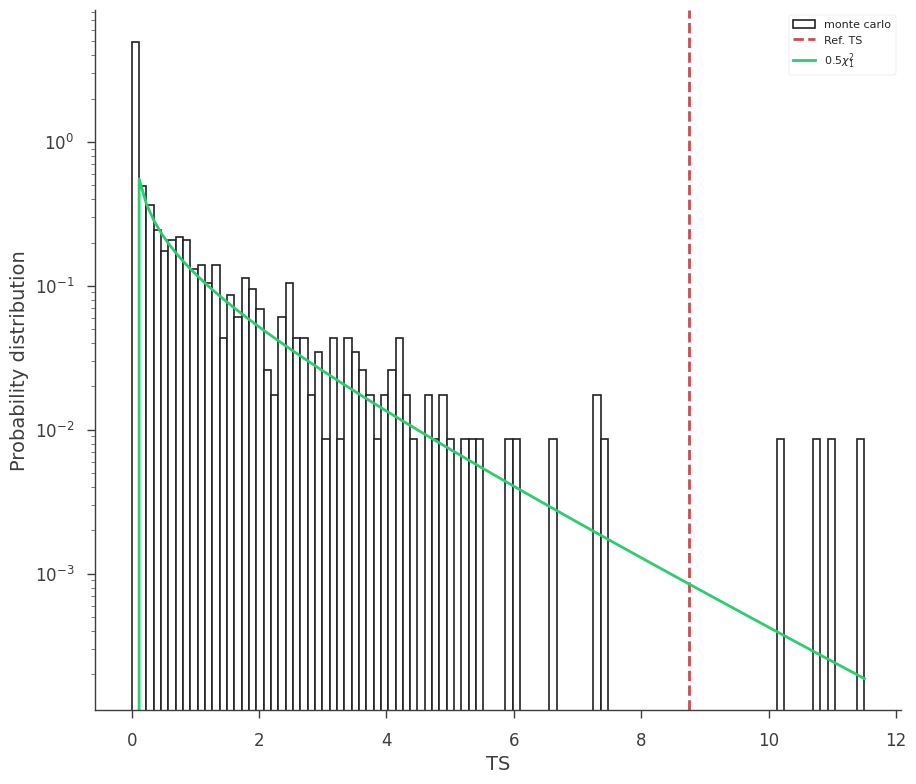 monte carlo
Ref. TS
0.5χ₁²
Probability distribution
10⁰
10⁻¹
10⁻²
10⁻³
0 2 4 6 8 10 12
TS